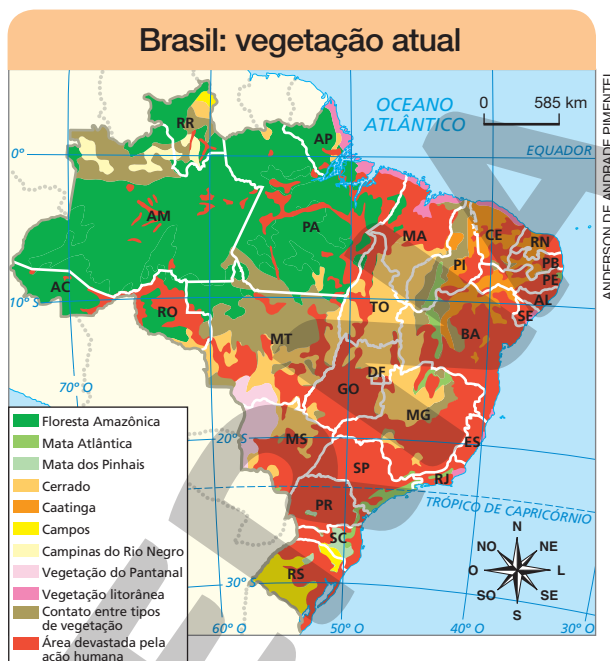 Brasil: vegetação atual
OCEANO
ATLÂNTICO
0 585 km
EQUADOR
ANDERSON DE ANDRADE PIMENTEL
RR
AP
0°
AM
PA
MA
CE
RN
PB
PE
AL
SE
PI
AC
10° S
RO
TO
BA
MT
DF
GO
MG
70° O
ES
MS
20° S
SP
RJ
PR
TRÓPICO DE CAPRICÓRNIO
SC
RS
30° S
60° O
50° O
40° O
30° O
N
NO NE
O L
SO SE
S
Floresta Amazônica
Mata Atlântica
Mata dos Pinhais
Cerrado
Caatinga
Campos
Campinas do Rio Negro
Vegetação do Pantanal
Vegetação litorânea
Contato entre tipos
de vegetação
Área devastada pela
ação humana